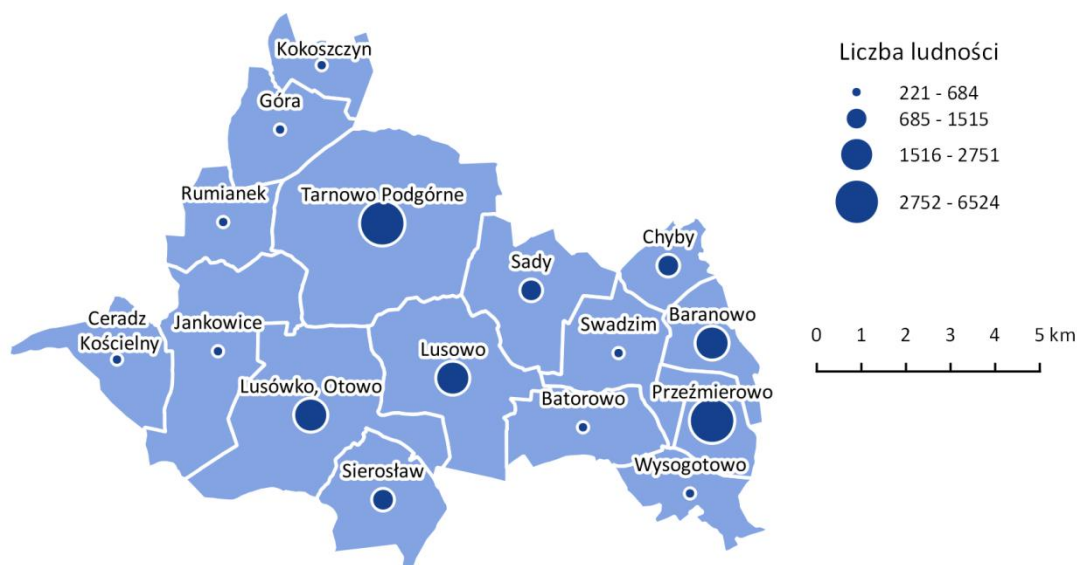 Kokoszczyn
Góra
Rumianek
Tarnowo Podgórne
Chyby
Sady
Ceradz
Kościelny
Jankowice
Swadzim
Baranowo
Lusowo
Lusówko, Otowo
Batorowo
Przeźmierowo
Sierosław
Wysogotowo
Liczba ludności
221 - 684
685 - 1515
1516 - 2751
2752 - 6524
0 1 2 3 4 5 km